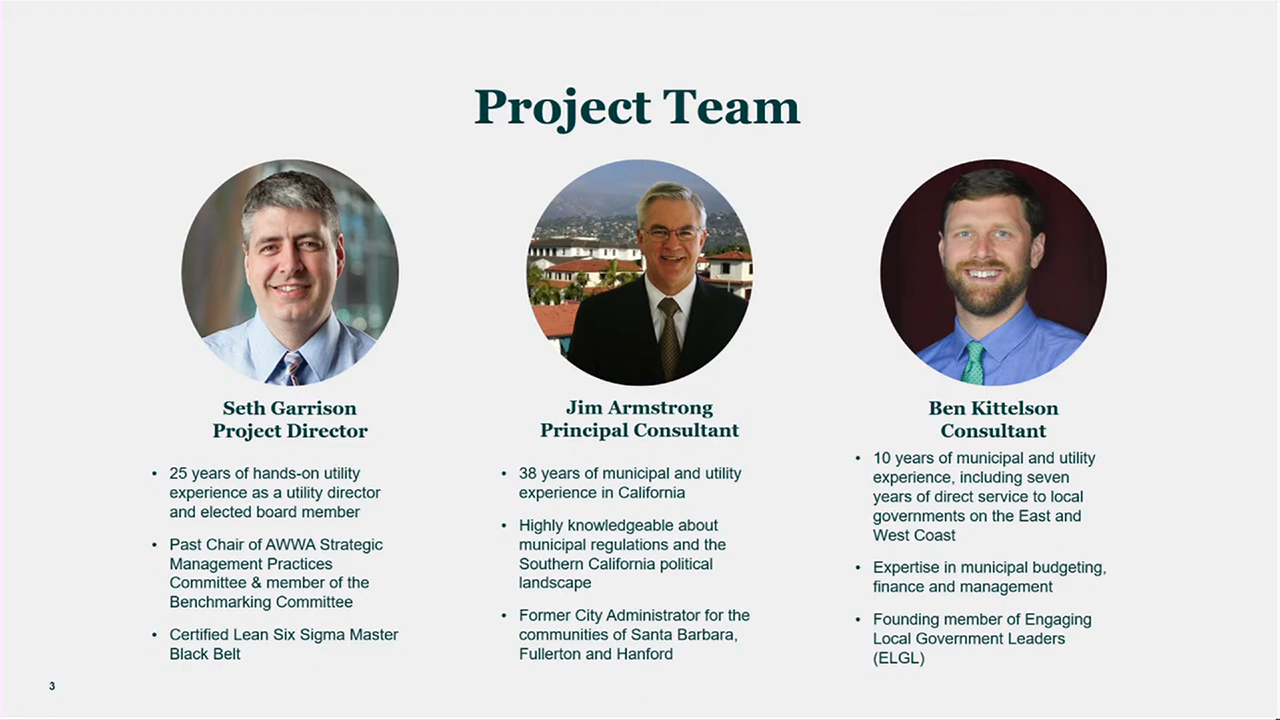 Project Team
Seth Garrison
Project Director
• 25 years of hands-on utility
experience as a utility director
and elected board member
• Past Chair of AWWA Strategic
Management Practices
Committee & member of the
Benchmarking Committee
• Certified Lean Six Sigma Master
Black Belt
Jim Armstrong
Principal Consultant
• 38 years of municipal and utility
experience in California
• Highly knowledgeable about
municipal regulations and the
Southern California political
landscape
• Former City Administrator for the
communities of Santa Barbara,
Fullerton and Hanford
Ben Kittelson
Consultant
• 10 years of municipal and utility
experience, including seven
years of direct service to local
governments on the East and
West Coast
• Expertise in municipal budgeting,
finance and management
• Founding member of Engaging
Local Government Leaders
(ELGL)
3